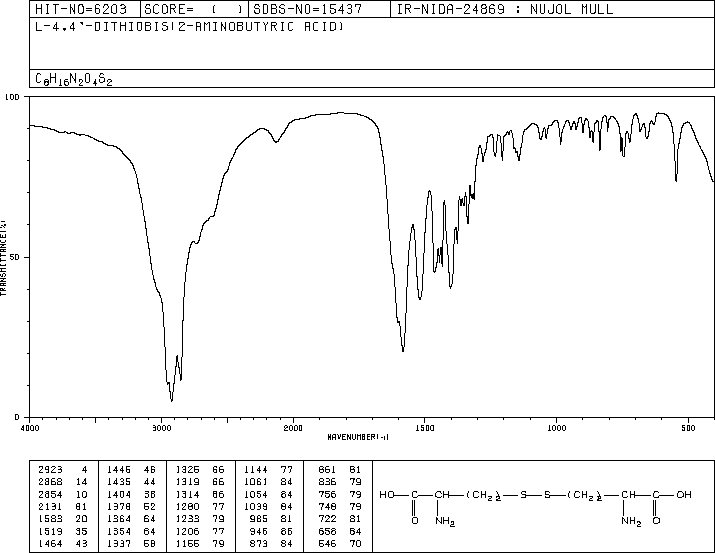 HIT-NO=6203 SCORE= ( ) SDBS-NO=15437 IR-NIDA-24869 : NUJOL MULL
L-4,4'-DITHIOBIS(2-AMINOBUTYRIC ACID)
C8H16N2O4S2
100
50
0
TRANSMITTANCE(%)
4000 3000 2000 1500 1000 500
WAVENUMBER(-1)
2923 4 1446 46 1326 66 1144 77 861 81
2868 14 1435 44 1319 66 1061 84 836 79
2854 10 1404 38 1314 66 1054 84 756 79
2131 81 1378 52 1280 77 1039 84 748 79
1583 20 1364 64 1233 79 985 81 722 81
1519 35 1354 64 1206 77 946 86 658 84
1464 43 1337 58 1155 79 873 84 546 70
HO—C—CH—(CH2)2—S—S—(CH2)2—CH—C—OH
O NH2 NH2 O